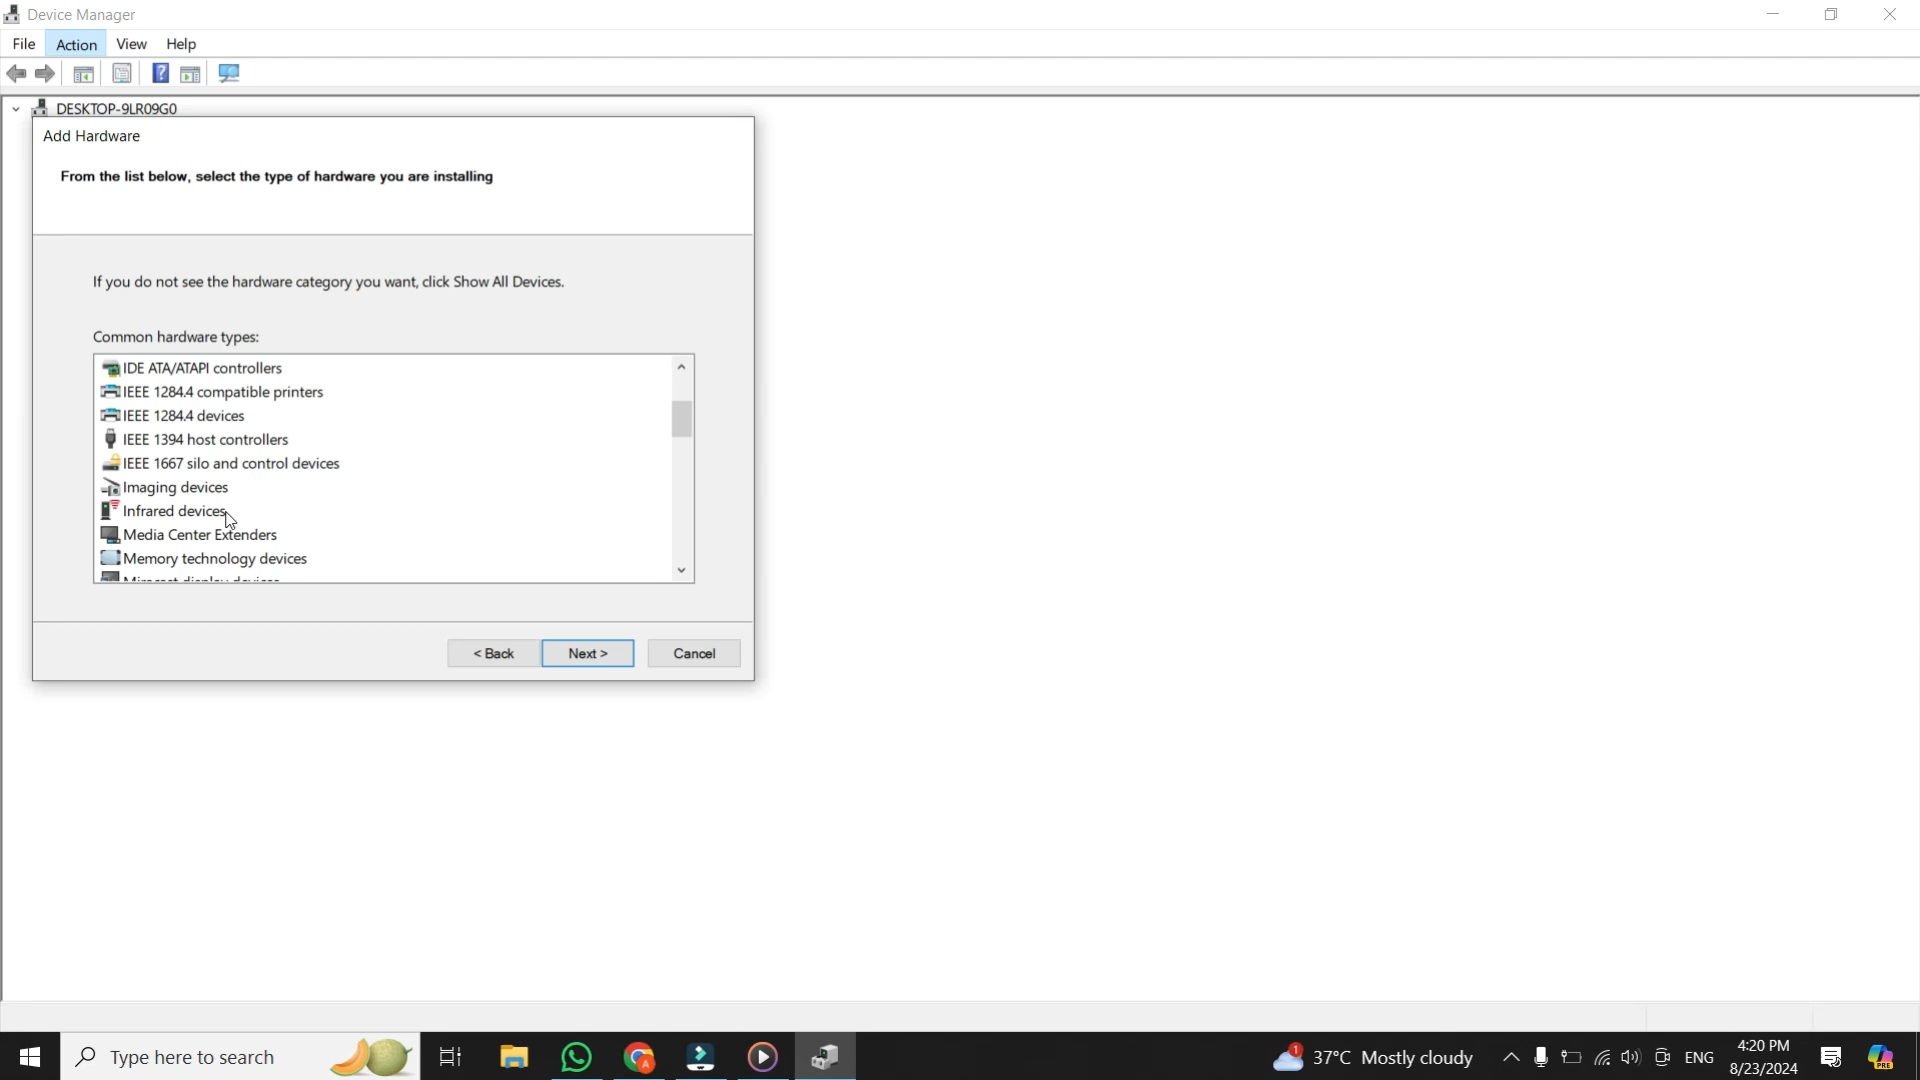 Device Manager
File Action View Help
DESKTOP-9LR09G0
Add Hardware
From the list below, select the type of hardware you are installing
If you do not see the hardware category you want, click Show All Devices.
Common hardware types:
IDE ATA/ATAPI controllers
IEEE 1284.4 compatible printers
IEEE 1284.4 devices
IEEE 1394 host controllers
IEEE 1667 silo and control devices
Imaging devices
Infrared devices
Media Center Extenders
Memory technology devices
< Back Next > Cancel
Type here to search
1 37°C Mostly cloudy
ENG
4:20 PM
8/23/2024
PRE